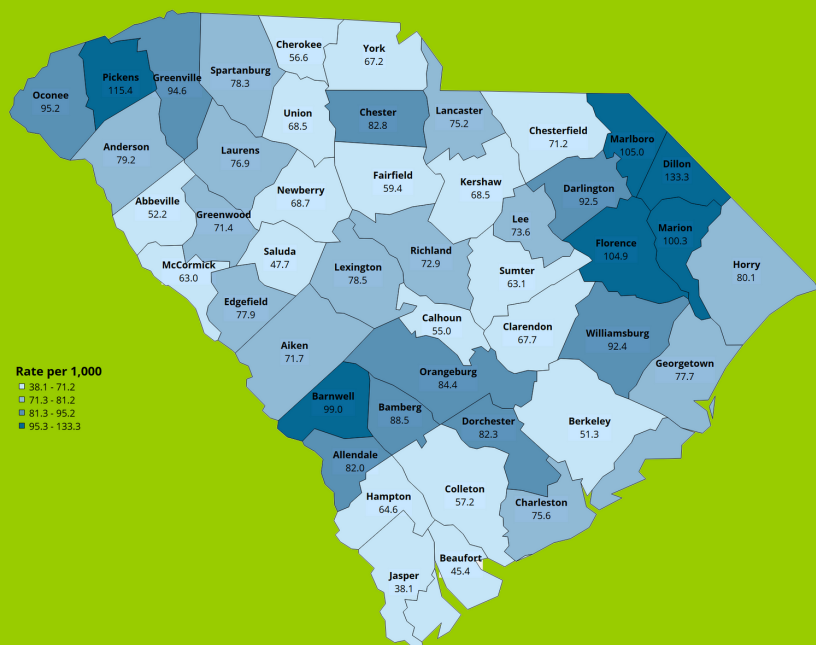 Cherokee
56.6
York
67.2
Spartanburg
78.3
Pickens
115.4
Greenville
94.6
Oconee
95.2
Union
68.5
Chester
82.8
Lancaster
75.2
Chesterfield
71.2
Marlboro
105.0
Dillon
133.3
Anderson
79.2
Laurens
76.9
Fairfield
59.4
Kershaw
68.5
Darlington
92.5
Newberry
68.7
Abbeville
52.2
Greenwood
71.4
Lee
73.6
Marion
100.3
Florence
104.9
Saluda
47.7
Richland
72.9
McCormick
63.0
Lexington
78.5
Sumter
63.1
Horry
80.1
Edgefield
77.9
Calhoun
55.0
Clarendon
67.7
Williamsburg
92.4
Aiken
71.7
Georgetown
77.7
Orangeburg
84.4
Rate per 1,000
38.1 - 71.2
71.3 - 81.2
81.3 - 95.2
95.3 - 133.3
Barnwell
99.0
Bamberg
88.5
Dorchester
82.3
Berkeley
51.3
Allendale
82.0
Hampton
64.6
Colleton
57.2
Charleston
75.6
Beaufort
45.4
Jasper
38.1